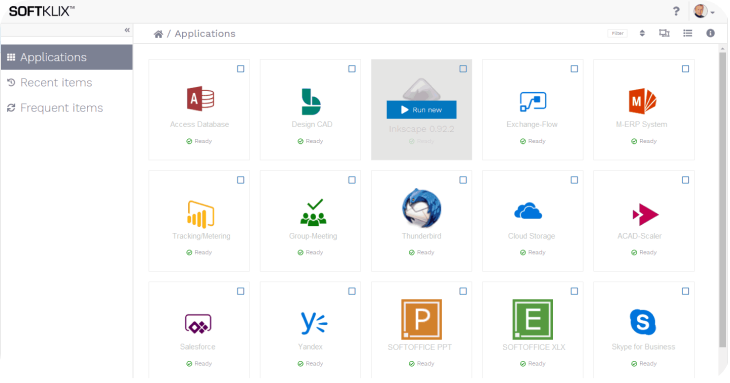 SOFTKLIX™
?
«
/ Applications
Filter
Applications
Recent items
Frequent items
Access Database
Ready
Design CAD
Ready
Run new
Inkscape 0.92.2
Ready
Exchange-Flow
Ready
M-ERP System
Ready
Tracking/Metering
Ready
Group-Meeting
Ready
Thunderbird
Ready
Cloud Storage
Ready
ACAD-Scaler
Ready
Salesforce
Ready
Yandex
Ready
P
SOFTOFFICE PPT
Ready
E
SOFTOFFICE XLX
Ready
Skype for Business
Ready